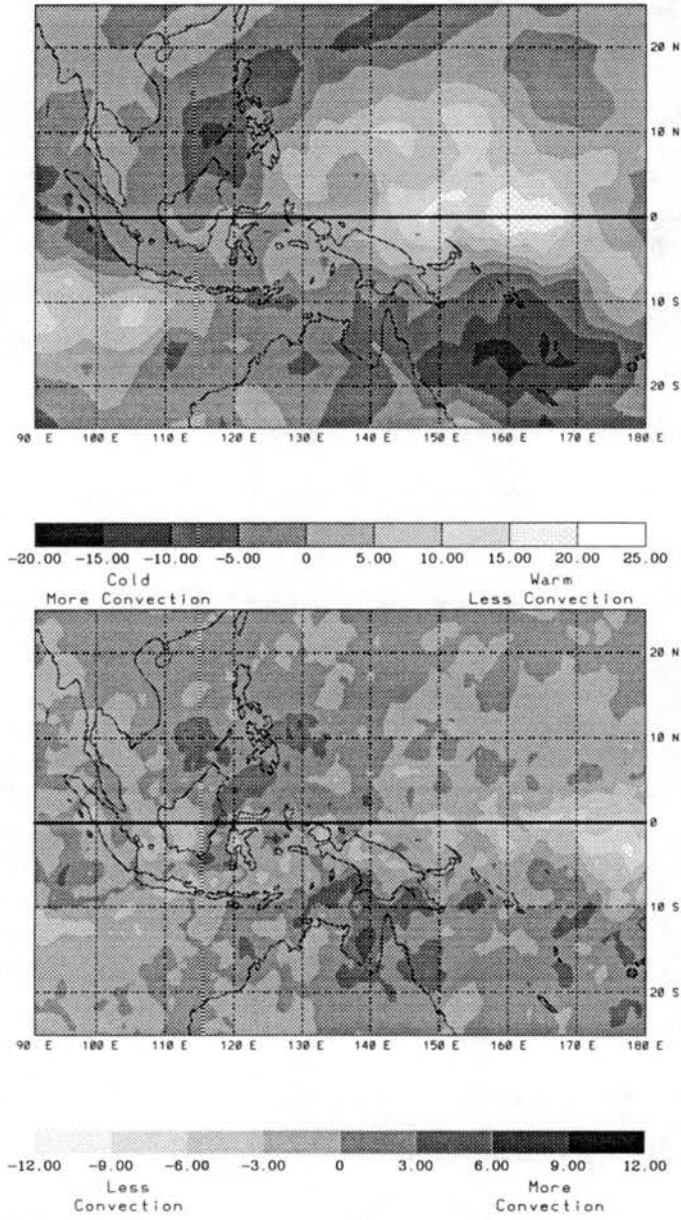 20 N
10 N
0
10 S
20 S
90 E 100 E 110 E 120 E 130 E 140 E 150 E 160 E 170 E 180 E
-20.00 -15.00 -10.00 -5.00 0 5.00 10.00 15.00 20.00 25.00
Cold Warm
More Convection Less Convection
20 N
10 N
0
10 S
20 S
90 E 100 E 110 E 120 E 130 E 140 E 150 E 160 E 170 E 180 E
-12.00 -9.00 -6.00 -3.00 0 3.00 6.00 9.00 12.00
Less More
Convection Convection